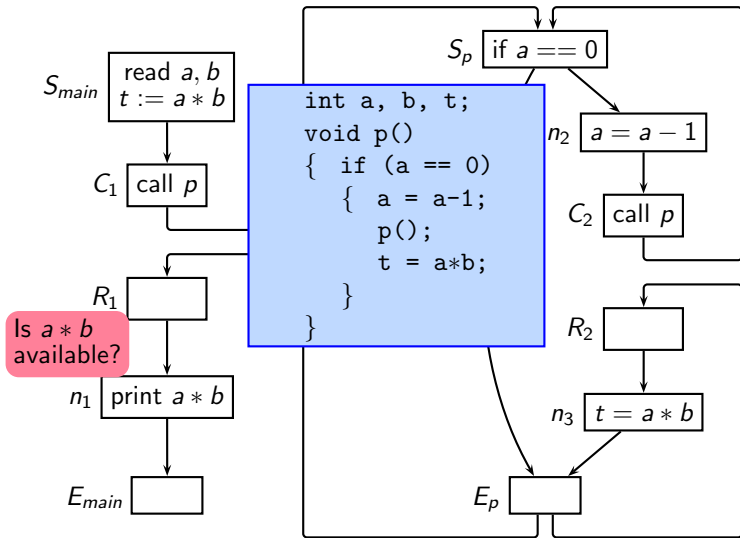 S_main
read a, b
t := a * b
C_1
call p
R_1
Is a * b
available?
n_1
print a * b
E_main
int a, b, t;
void p()
{ if (a == 0)
{ a = a-1;
p();
t = a*b;
}
}
S_p
if a == 0
n_2
a = a − 1
C_2
call p
R_2
n_3
t = a * b
E_p